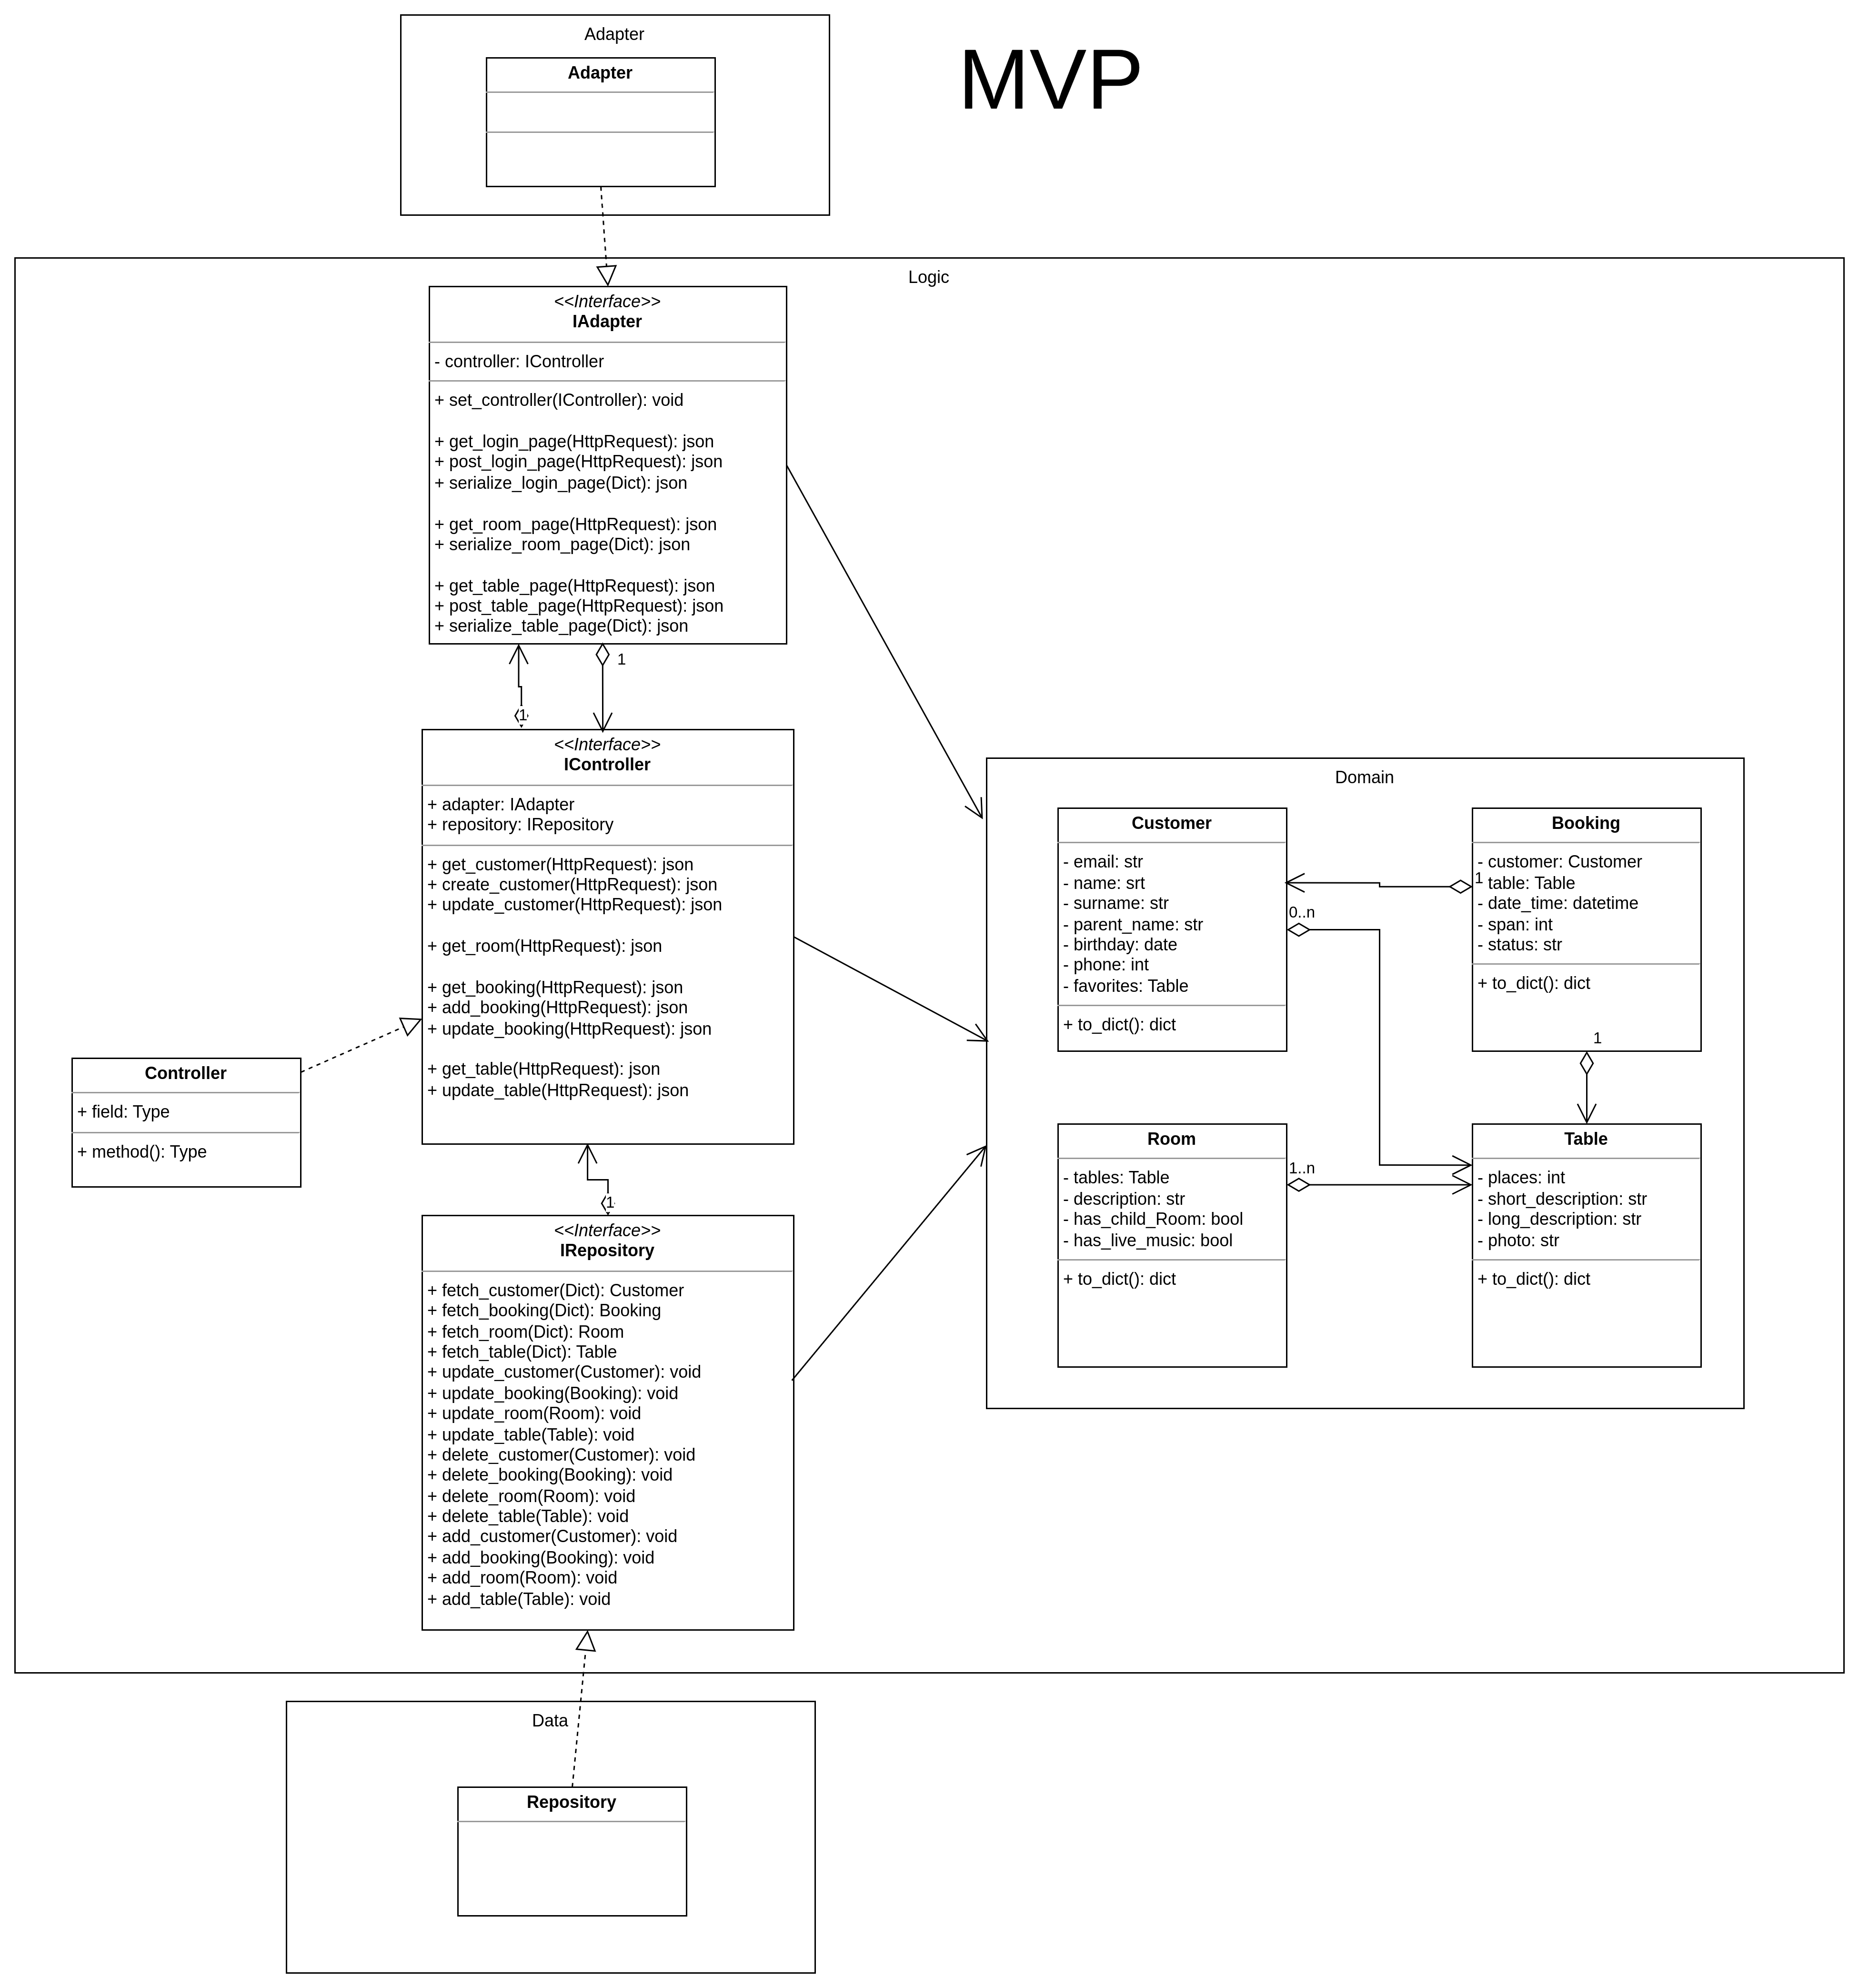 Adapter
MVP
Adapter
Logic
<<Interface>>
IAdapter
- controller: IController
+ set_controller(IController): void
+ get_login_page(HttpRequest): json
+ post_login_page(HttpRequest): json
+ serialize_login_page(Dict): json
+ get_room_page(HttpRequest): json
+ serialize_room_page(Dict): json
+ get_table_page(HttpRequest): json
+ post_table_page(HttpRequest): json
+ serialize_table_page(Dict): json
1
1
<<Interface>>
IController
+ adapter: IAdapter
+ repository: IRepository
+ get_customer(HttpRequest): json
+ create_customer(HttpRequest): json
+ update_customer(HttpRequest): json
+ get_room(HttpRequest): json
+ get_booking(HttpRequest): json
+ add_booking(HttpRequest): json
+ update_booking(HttpRequest): json
+ get_table(HttpRequest): json
+ update_table(HttpRequest): json
Controller
+ field: Type
+ method(): Type
1
<<Interface>>
IRepository
+ fetch_customer(Dict): Customer
+ fetch_booking(Dict): Booking
+ fetch_room(Dict): Room
+ fetch_table(Dict): Table
+ update_customer(Customer): void
+ update_booking(Booking): void
+ update_room(Room): void
+ update_table(Table): void
+ delete_customer(Customer): void
+ delete_booking(Booking): void
+ delete_room(Room): void
+ delete_table(Table): void
+ add_customer(Customer): void
+ add_booking(Booking): void
+ add_room(Room): void
+ add_table(Table): void
Domain
Customer
- email: str
- name: srt
- surname: str
- parent_name: str
- birthday: date
- phone: int
- favorites: Table
+ to_dict(): dict
0..n
Booking
- customer: Customer
1
table: Table
- date_time: datetime
- span: int
- status: str
+ to_dict(): dict
1
Room
- tables: Table
- description: str
- has_child_Room: bool
- has_live_music: bool
+ to_dict(): dict
1..n
Table
- places: int
- short_description: str
- long_description: str
- photo: str
+ to_dict(): dict
Data
Repository